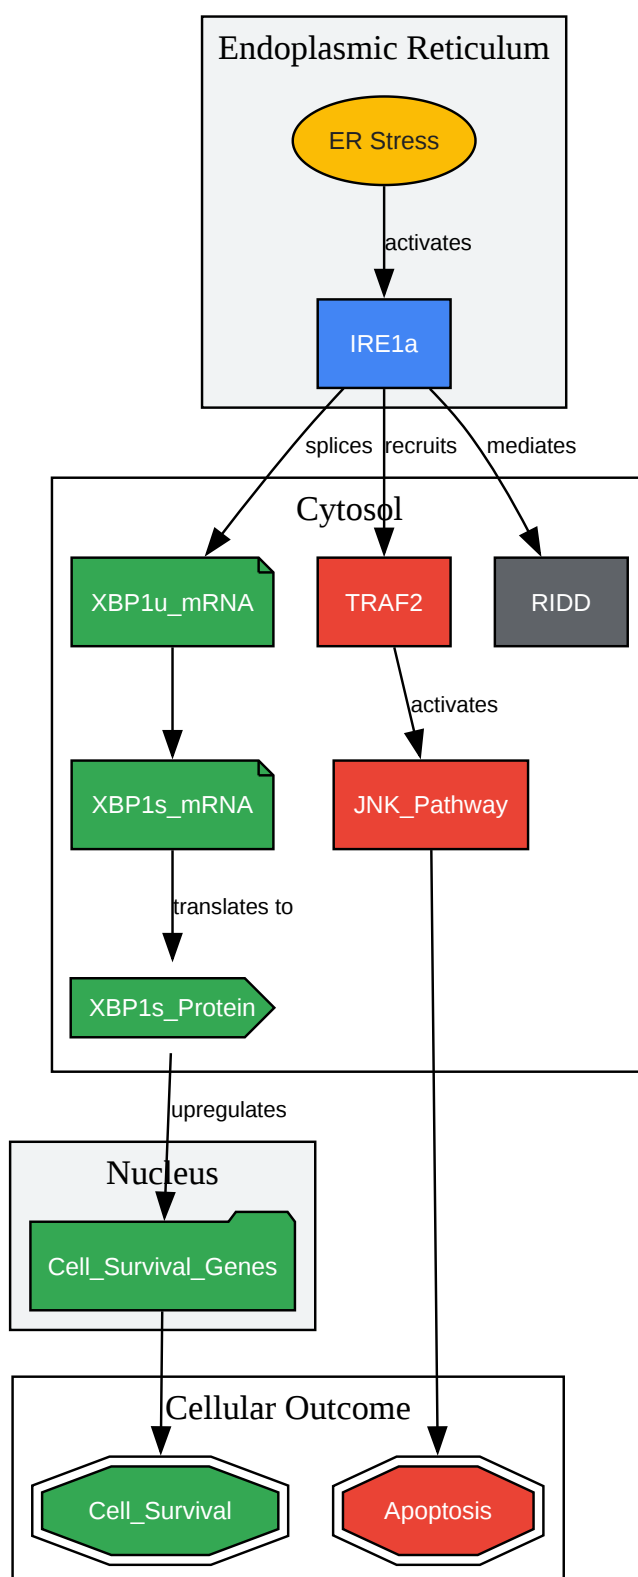 Endoplasmic Reticulum
ER Stress
activates
IRE1a
splices
recruits
mediates
Cytosol
XBP1u_mRNA
TRAF2
RIDD
activates
XBP1s_mRNA
JNK_Pathway
translates to
XBP1s_Protein
upregulates
Nucleus
Cell_Survival_Genes
Cellular Outcome
Cell_Survival
Apoptosis